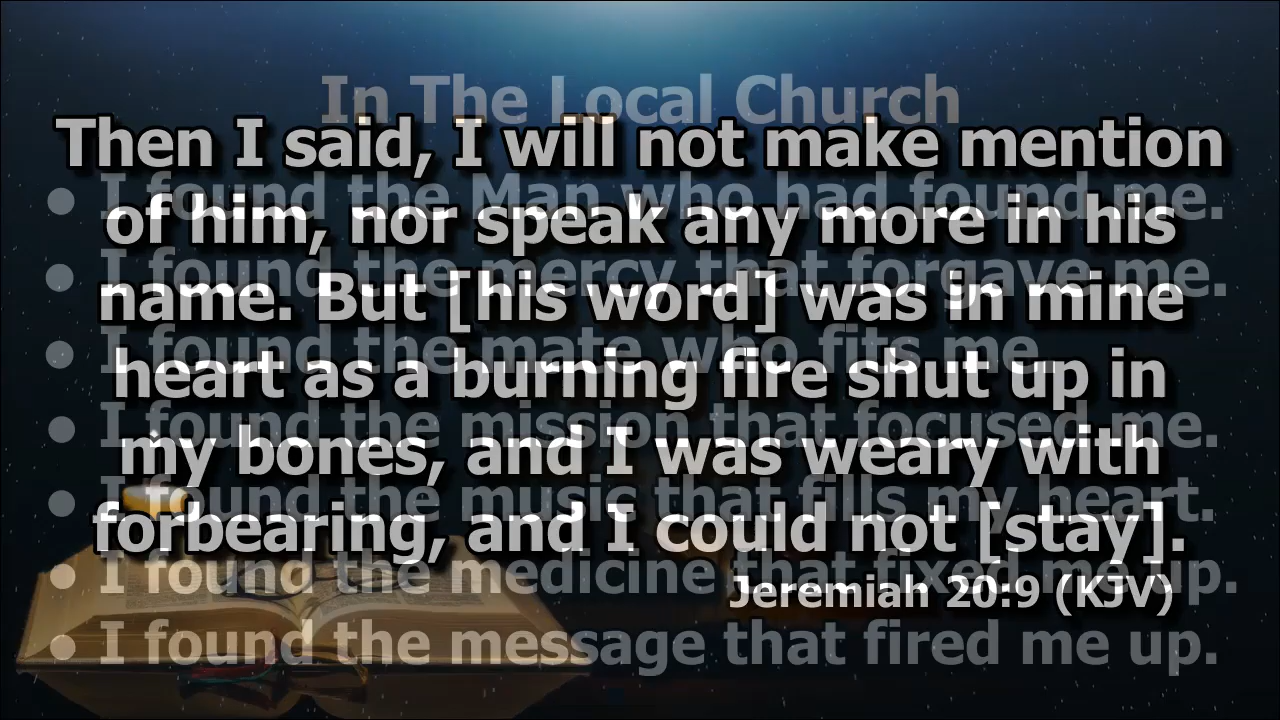 In The Local Church
Then I said, I will not make mention
• I found the Man who had found me.
of him, nor speak any more in his
• I found the mercy that forgave me.
name. But [his word] was in mine
• I found the mate who fits me.
heart as a burning fire shut up in
• I found the mission that focused me.
my bones, and I was weary with
• I found the music that fills my heart.
forbearing, and I could not [stay].
• I found the medicine that fixed me up.
Jeremiah 20:9 (KJV)
• I found the message that fired me up.